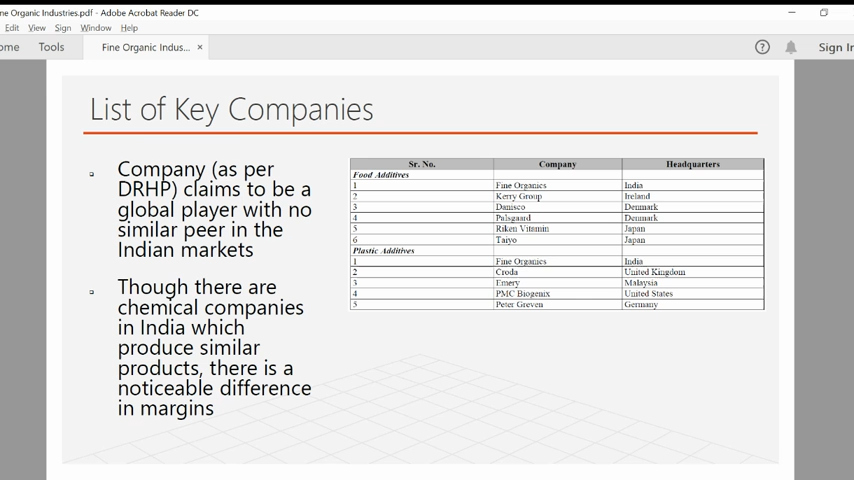 ne Organic Industries.pdf - Adobe Acrobat Reader DC
Edit View Sign Window Help
ome Tools Fine Organic Indus... × ? Sign In
List of Key Companies
Company (as per
DRHP) claims to be a
global player with no
similar peer in the
Indian markets
Though there are
chemical companies
in India which
produce similar
products, there is a
noticeable difference
in margins
Sr. No. Company Headquarters
Food Additives
1 Fine Organics India
2 Kerry Group Ireland
3 Danisco Denmark
4 Palsgaard Denmark
5 Riken Vitamin Japan
6 Taiyo Japan
Plastic Additives
1 Fine Organics India
2 Croda United Kingdom
3 Emery Malaysia
4 PMC Biogenix United States
5 Peter Greven Germany